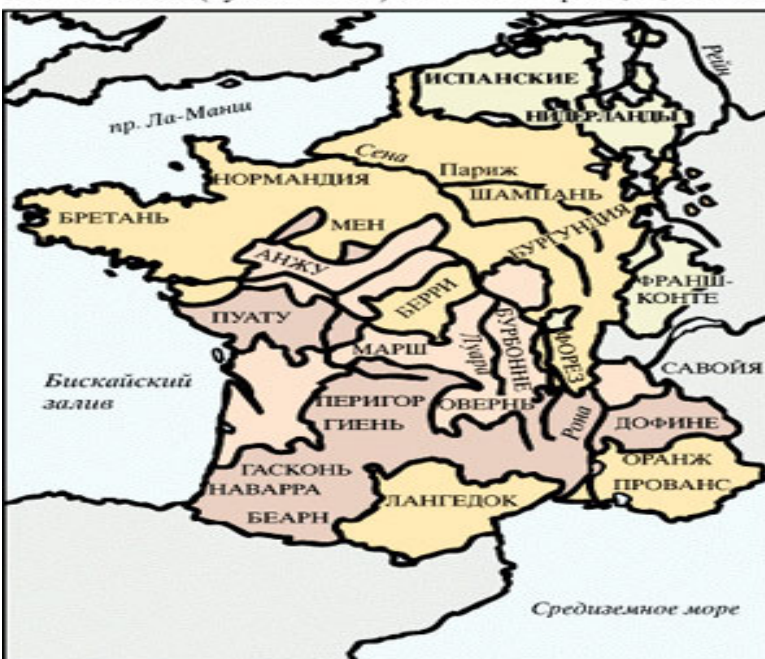 Рейн
ИСПАНСКИЕ
НИДЕРЛАНДЫ
пр. Ла-Манш
Сена
Париж
НОРМАНДИЯ
ШАМПАНЬ
БРЕТАНЬ
МЕН
БУРГУНДИЯ
АНЖУ
ФРАНШ-
КОНТЕ
БЕРРИ
ПУАТУ
МАРШ
Луара
БУРБОННЕ
ФОРЕЗ
САВОЙЯ
Бискайский
залив
ПЕРИГОР
ОВЕРНЬ
Рона
ДОФИНЕ
ГИЕНЬ
ГАСКОНЬ
ОРАНЖ
НАВАРРА
ЛАНГЕДОК
ПРОВАНС
БЕАРН
Средиземное море